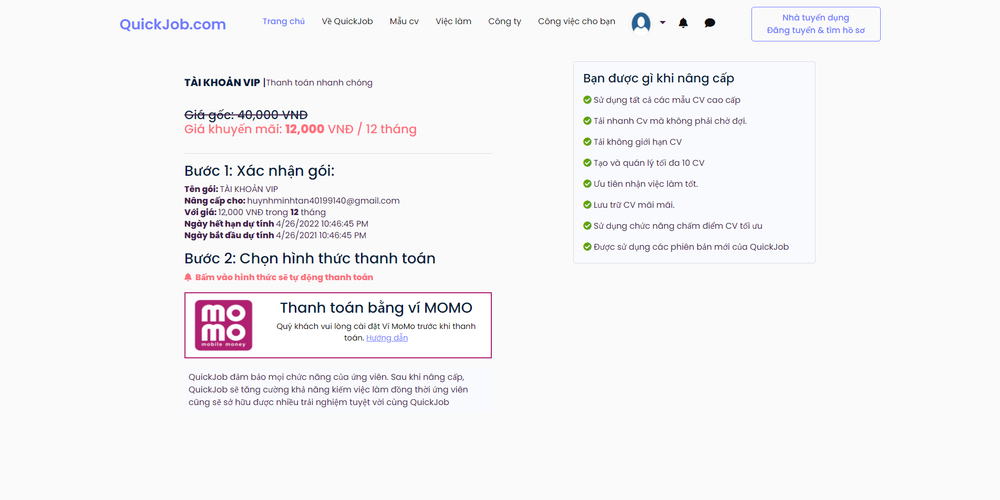 QuickJob.com
Trang chủ
Về QuickJob
Mẫu cv
Việc làm
Công ty
Công việc cho bạn
Nhà tuyển dụng
Đăng tuyển & tìm hồ sơ
TÀI KHOẢN VIP |Thanh toán nhanh chóng
Giá gốc: 40,000 VNĐ
Giá khuyến mãi: 12,000 VNĐ / 12 tháng
Bước 1: Xác nhận gói:
Tên gói: TÀI KHOẢN VIP
Nâng cấp cho: huynhminhtan40199140@gmail.com
Với giá: 12,000 VNĐ trong 12 tháng
Ngày hết hạn dự tính 4/26/2022 10:46:45 PM
Ngày bắt đầu dự tính 4/26/2021 10:46:45 PM
Bước 2: Chọn hình thức thanh toán
Bấm vào hình thức sẽ tự động thanh toán
mo
mo
mobile money
Thanh toán bằng ví MOMO
Quý khách vui lòng cài đặt Ví MoMo trước khi thanh
toán. Hướng dẫn
QuickJob đảm bảo mọi chức năng của ứng viên. Sau khi nâng cấp,
QuickJob sẽ tăng cường khả năng kiếm việc làm đồng thời ứng viên
cũng sẽ sở hữu được nhiều trải nghiệm tuyệt vời cùng QuickJob
Bạn được gì khi nâng cấp
Sử dụng tất cả các mẫu CV cao cấp
Tải nhanh Cv mà không phải chờ đợi.
Tải không giới hạn CV
Tạo và quán lý tối đa 10 CV
Ưu tiên nhận việc làm tốt.
Lưu trữ CV mãi mãi.
Sử dụng chức năng chấm điểm CV tối ưu
Được sử dụng các phiên bản mới của QuickJob